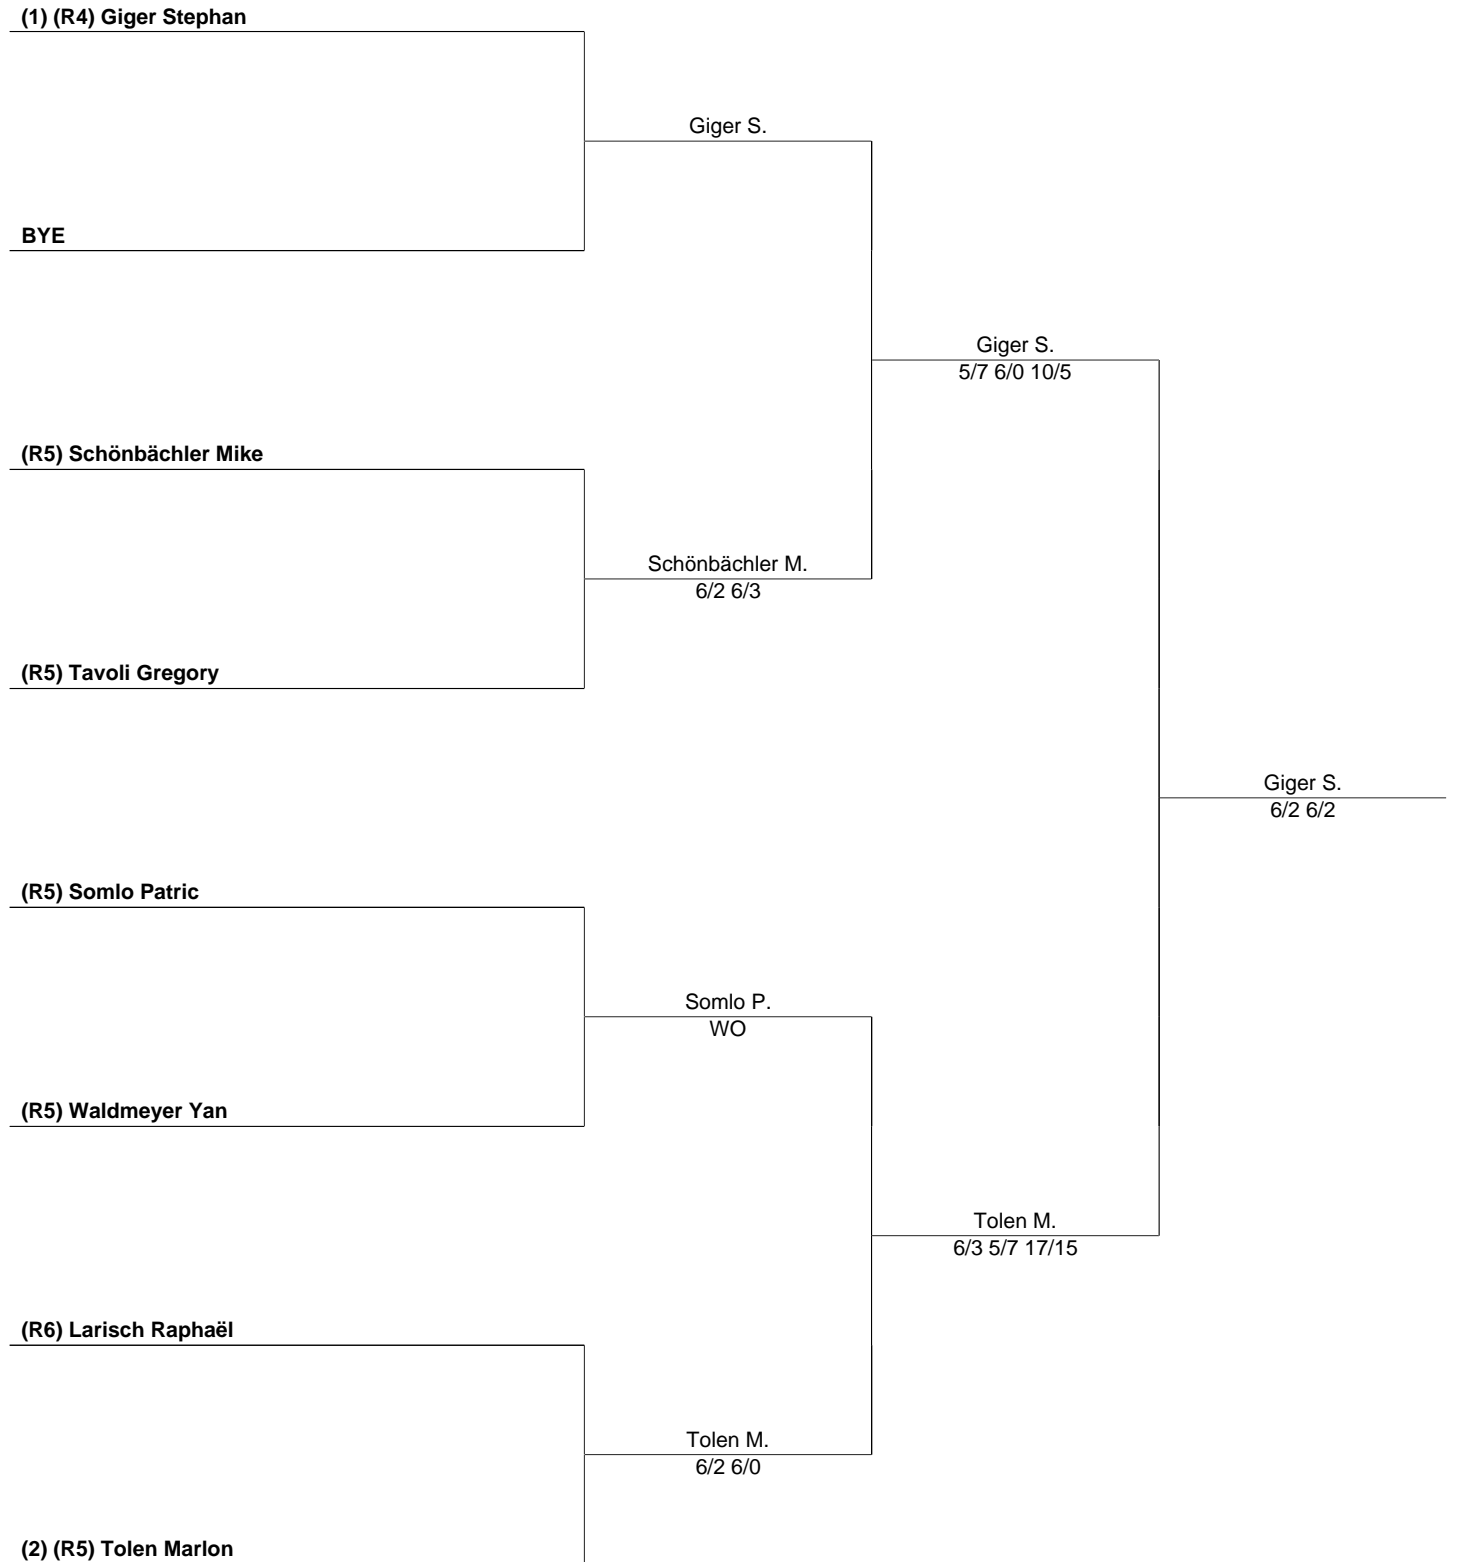 (1) (R4) Giger Stephan
Giger S.
BYE
Giger S.
5/7 6/0 10/5
(R5) Schönbächler Mike
Schönbächler M.
6/2 6/3
(R5) Tavoli Gregory
Giger S.
6/2 6/2
(R5) Somlo Patric
Somlo P.
WO
(R5) Waldmeyer Yan
Tolen M.
6/3 5/7 17/15
(R6) Larisch Raphaël
Tolen M.
6/2 6/0
(2) (R5) Tolen Marlon